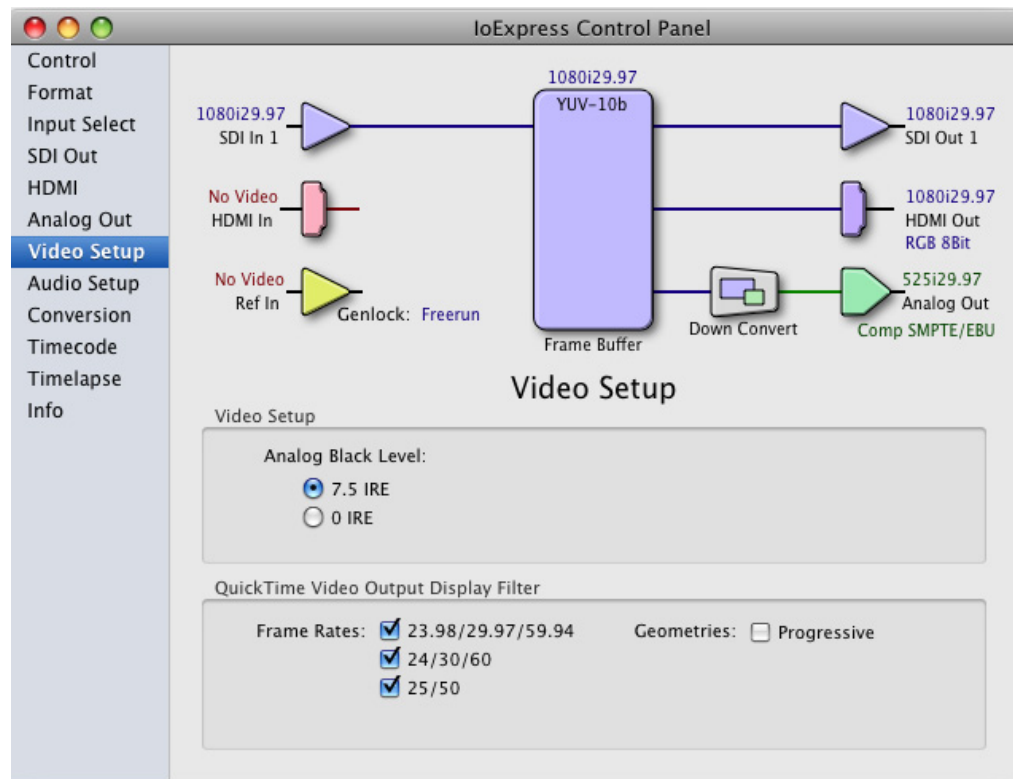 IoExpress Control Panel
Control
Format
Input Select
SDI Out
HDMI
Analog Out
Video Setup
Audio Setup
Conversion
Timecode
Timelapse
Info
1080i29.97
YUV-10b
1080i29.97
SDI In 1
1080i29.97
SDI Out 1
No Video
HDMI In
1080i29.97
HDMI Out
RGB 8Bit
No Video
Ref In
Genlock: Freerun
525i29.97
Analog Out
Comp SMPTE/EBU
Down Convert
Frame Buffer
Video Setup
Video Setup
Analog Black Level:
7.5 IRE
0 IRE
QuickTime Video Output Display Filter
Frame Rates: 23.98/29.97/59.94 Geometries: Progressive
24/30/60
25/50